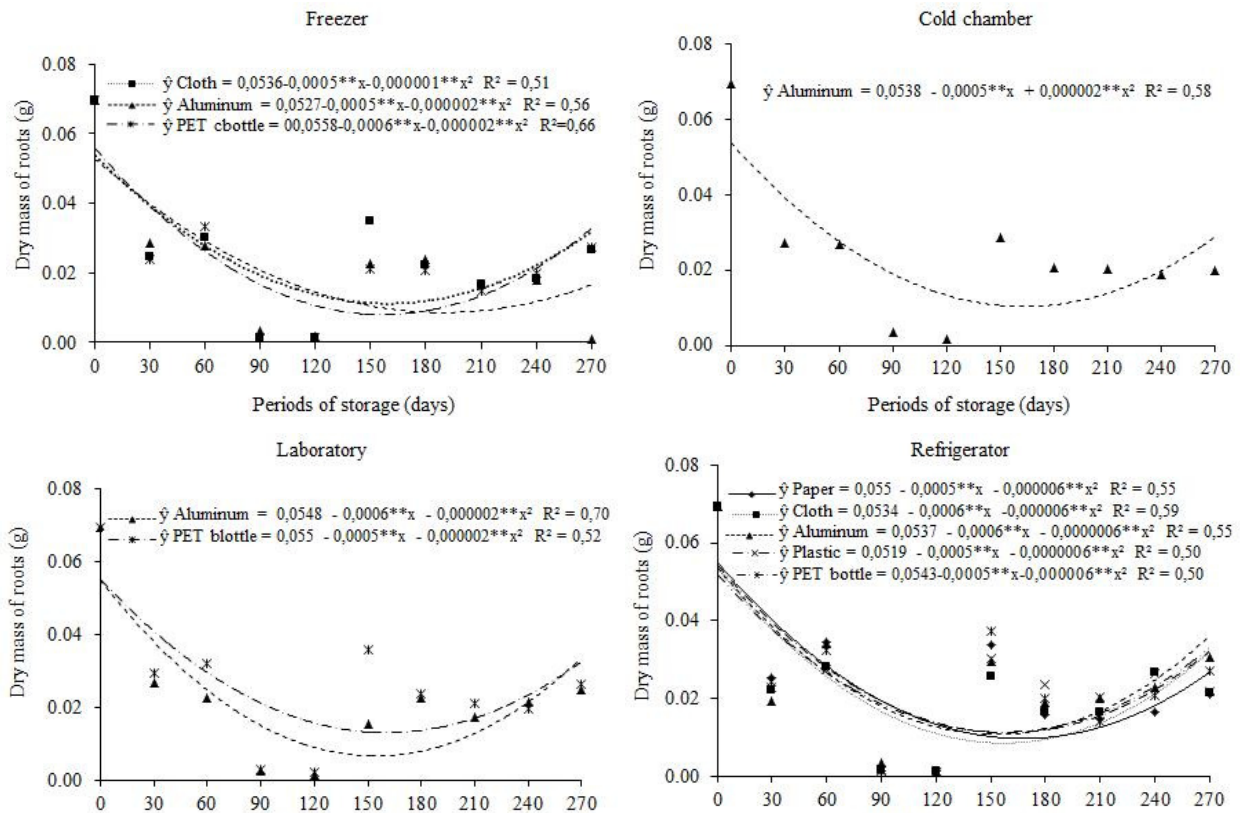 Freezer
Dry mass of roots (g)
0.08
0.06
0.04
0.02
0.00
ŷ Cloth = 0,0536-0,0005**x-0,000001**x² R² = 0,51
ŷ Aluminum = 0,0527-0,0005**x-0,000002**x² R² = 0,56
ŷ PET cbottle = 00,0558-0,0006**x-0,000002**x² R²=0,66
0 30 60 90 120 150 180 210 240 270
Periods of storage (days)
Cold chamber
Dry mass of roots (g)
0.08
0.06
0.04
0.02
0.00
ŷ Aluminum = 0,0538 - 0,0005**x + 0,000002**x² R² = 0,58
0 30 60 90 120 150 180 210 240 270
Periods of storage (days)
Laboratory
Dry mass of roots (g)
0.08
0.06
0.04
0.02
0.00
ŷ Aluminum = 0,0548 - 0,0006**x - 0,000002**x² R² = 0,70
ŷ PET blottle = 0,055 - 0,0005**x - 0,000002**x² R² = 0,52
0 30 60 90 120 150 180 210 240 270
Refrigerator
Dry mass of roots (g)
0.08
0.06
0.04
0.02
0.00
ŷ Paper = 0,055 - 0,0005**x - 0,000006**x² R² = 0,55
ŷ Cloth = 0,0534 - 0,0006**x -0,000006**x² R² = 0,59
ŷ Aluminum = 0,0537 - 0,0006**x - 0,0000006**x² R² = 0,55
ŷ Plastic = 0,0519 - 0,0005**x - 0,0000006**x² R² = 0,50
ŷ PET bottle = 0,0543-0,0005**x-0,000006**x² R² = 0,50
0 30 60 90 120 150 180 210 240 270